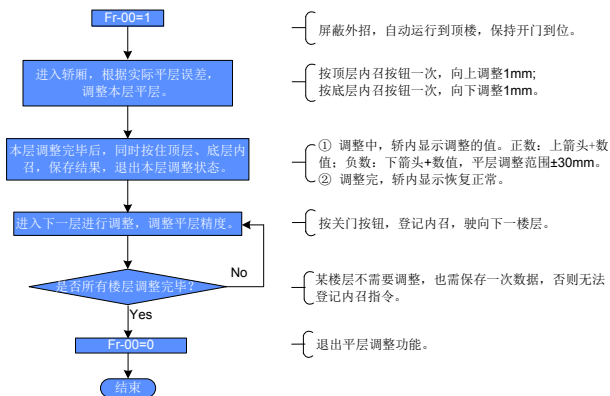 Fr-00=1
屏蔽外招，自动运行到顶楼，保持开门到位。
进入轿厢，根据实际平层误差，
调整本层平层。
按顶层内召按钮一次，向上调整1mm;
按底层内召按钮一次，向下调整1mm。
本层调整完毕后，同时按住顶层、底层内
召，保存结果，退出本层调整状态。
① 调整中，轿内显示调整的值。正数：上箭头+数
值；负数：下箭头+数值，平层调整范围±30mm。
② 调整完，轿内显示恢复正常。
进入下一层进行调整，调整平层精度。
按关门按钮，登记内召，驶向下一楼层。
是否所有楼层调整完毕？
No
某楼层不需要调整，也需保存一次数据，否则无法
登记内召指令。
Yes
Fr-00=0
退出平层调整功能。
结束